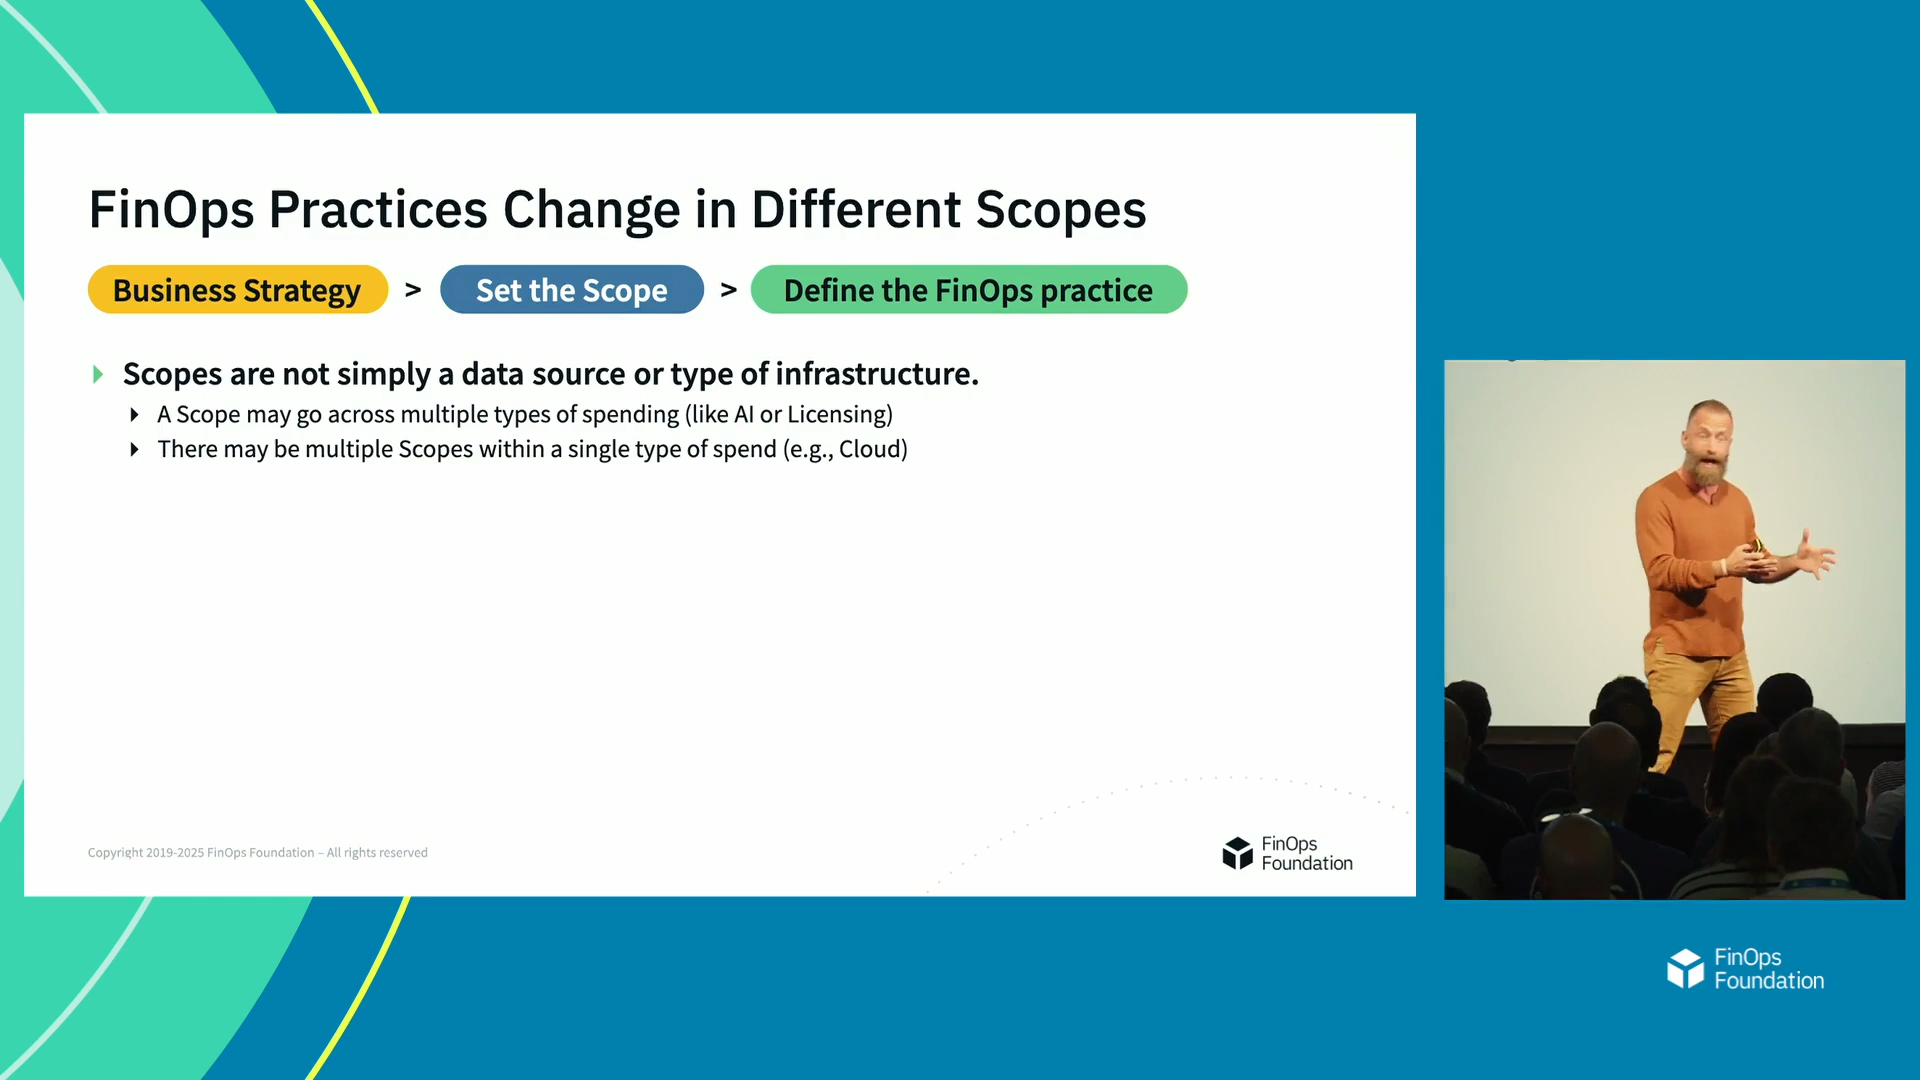 FinOps Practices Change in Different Scopes
Business Strategy > Set the Scope > Define the FinOps practice
Scopes are not simply a data source or type of infrastructure.
A Scope may go across multiple types of spending (like AI or Licensing)
There may be multiple Scopes within a single type of spend (e.g., Cloud)
Copyright 2019-2025 FinOps Foundation – All rights reserved
FinOps
Foundation
FinOps
Foundation